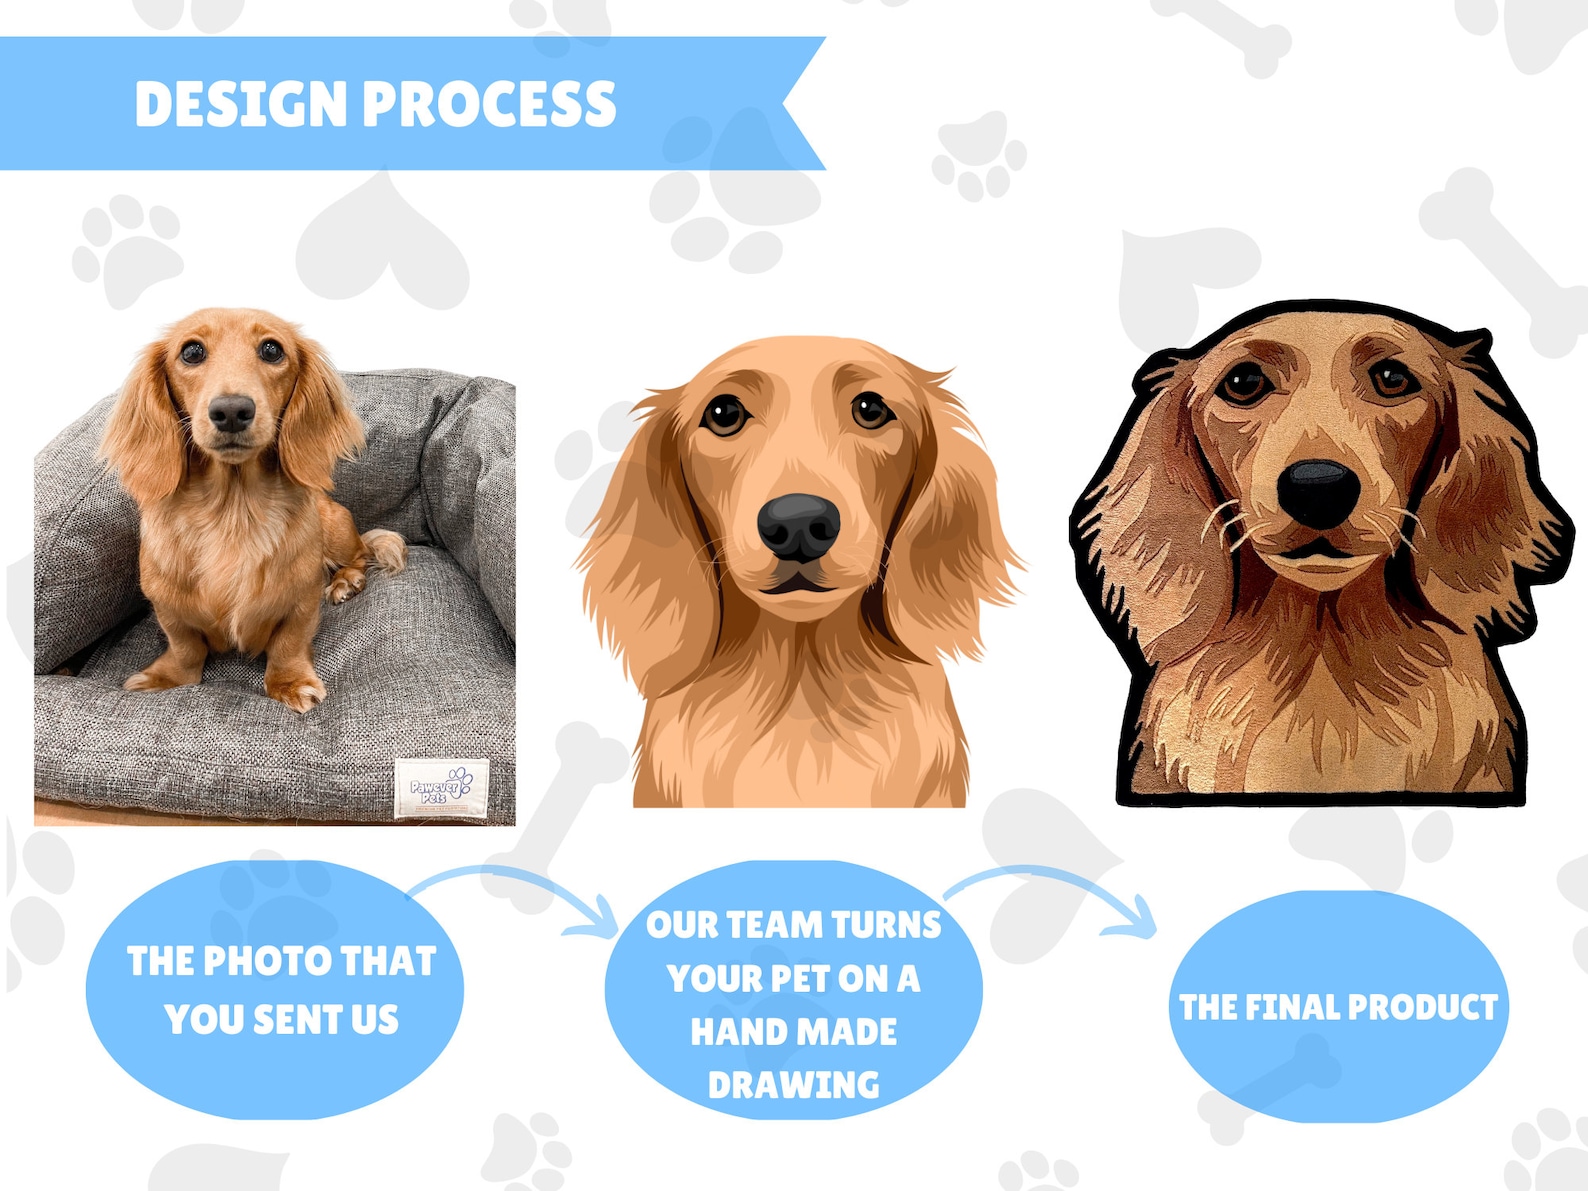 DESIGN PROCESS
Pawever
Pets
THE PHOTO THAT
YOU SENT US
OUR TEAM TURNS
YOUR PET ON A
HAND MADE
DRAWING
THE FINAL PRODUCT